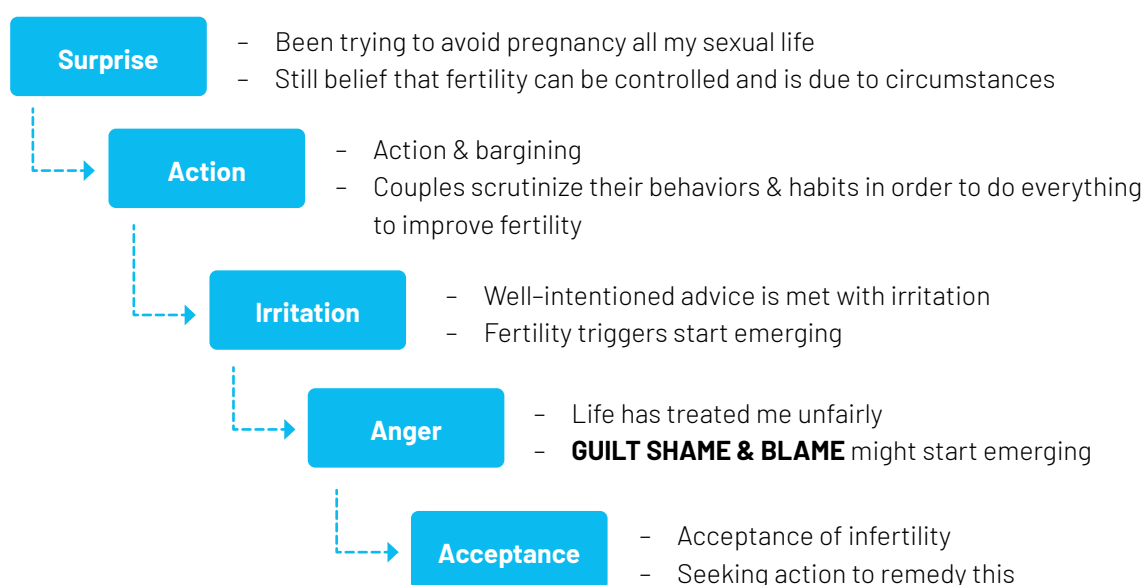 Surprise
– Been trying to avoid pregnancy all my sexual life
– Still belief that fertility can be controlled and is due to circumstances
Action
– Action & bargining
– Couples scrutinize their behaviors & habits in order to do everything
to improve fertility
Irritation
– Well-intentioned advice is met with irritation
– Fertility triggers start emerging
Anger
– Life has treated me unfairly
– GUILT SHAME & BLAME might start emerging
Acceptance
– Acceptance of infertility
– Seeking action to remedy this